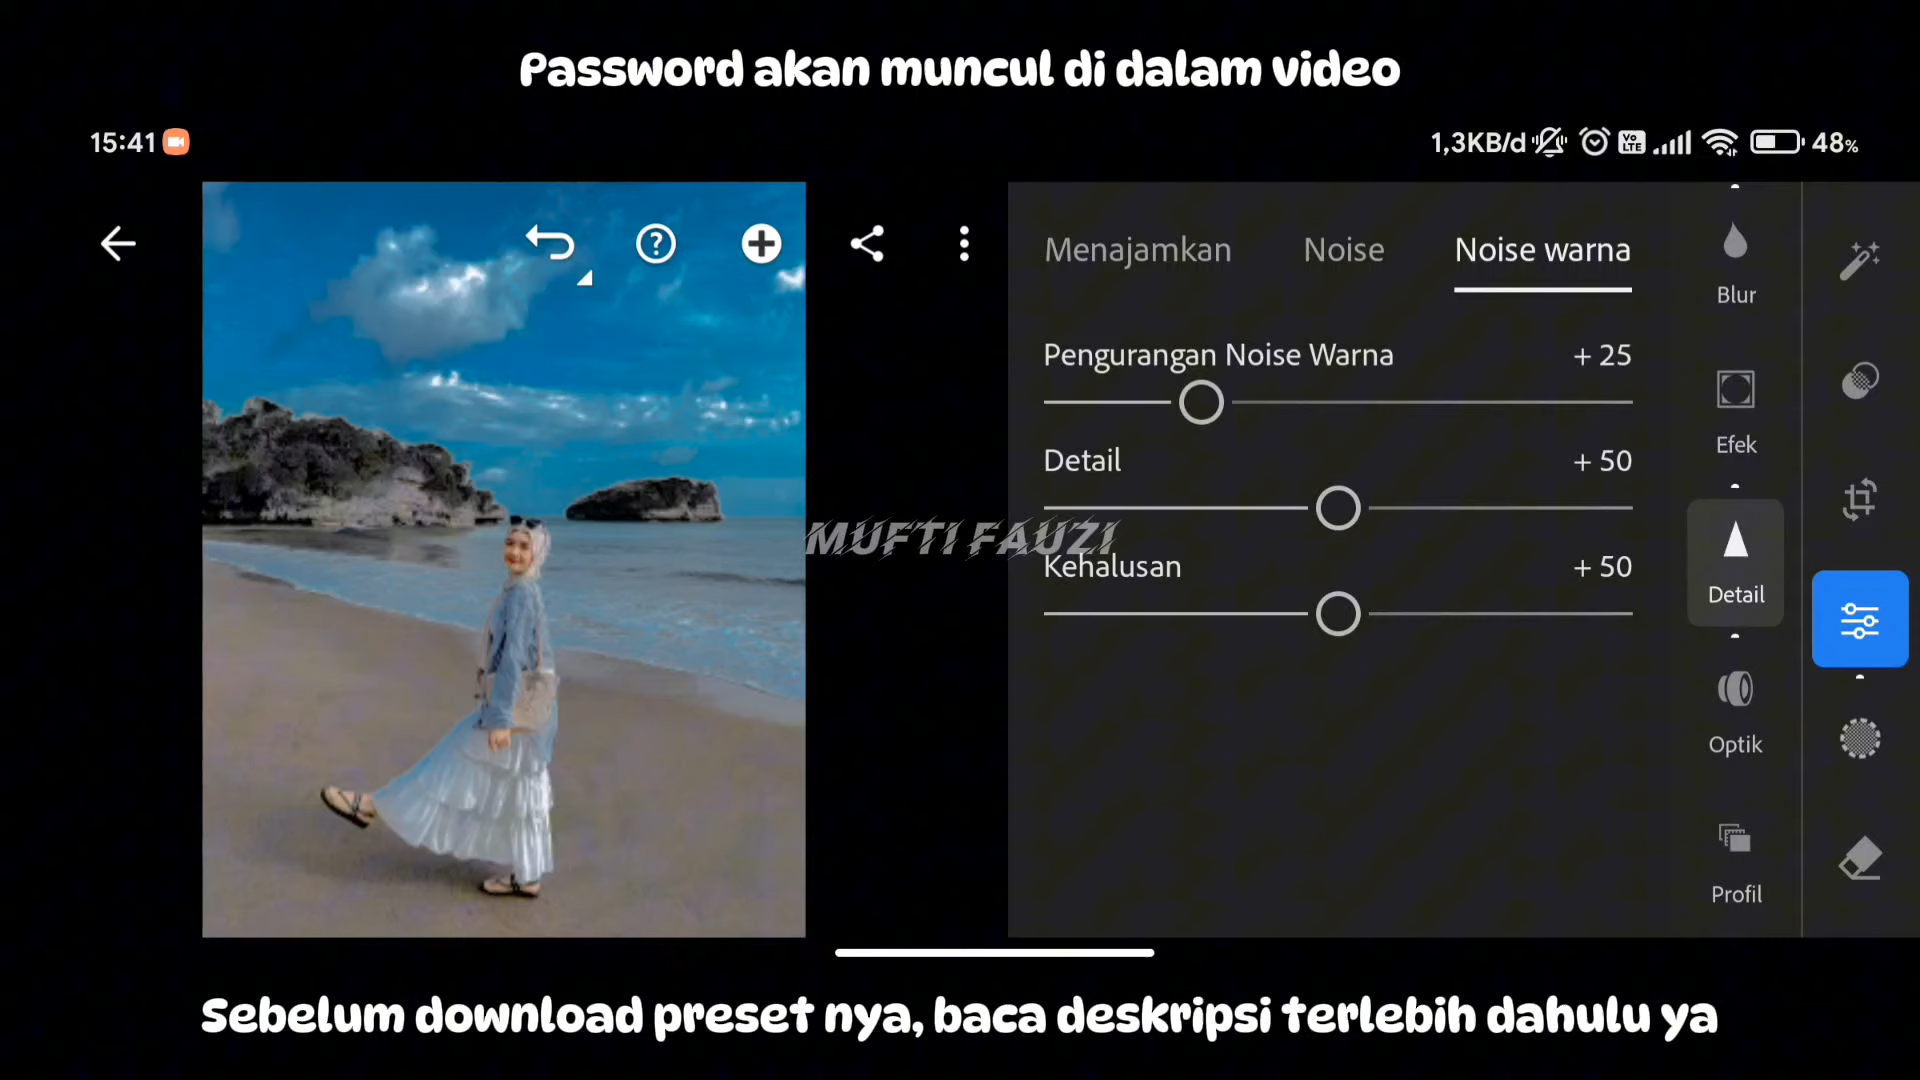 Password akan muncul di dalam video
15:41
1,3KB/d
Vo LTE
48%
Menajamkan
Noise
Noise warna
Pengurangan Noise Warna
+ 25
Detail
+ 50
Kehalusan
+ 50
MUFTI FAUZI
Blur
Efek
Detail
Optik
Profil
Sebelum download preset nya, baca deskripsi terlebih dahulu ya